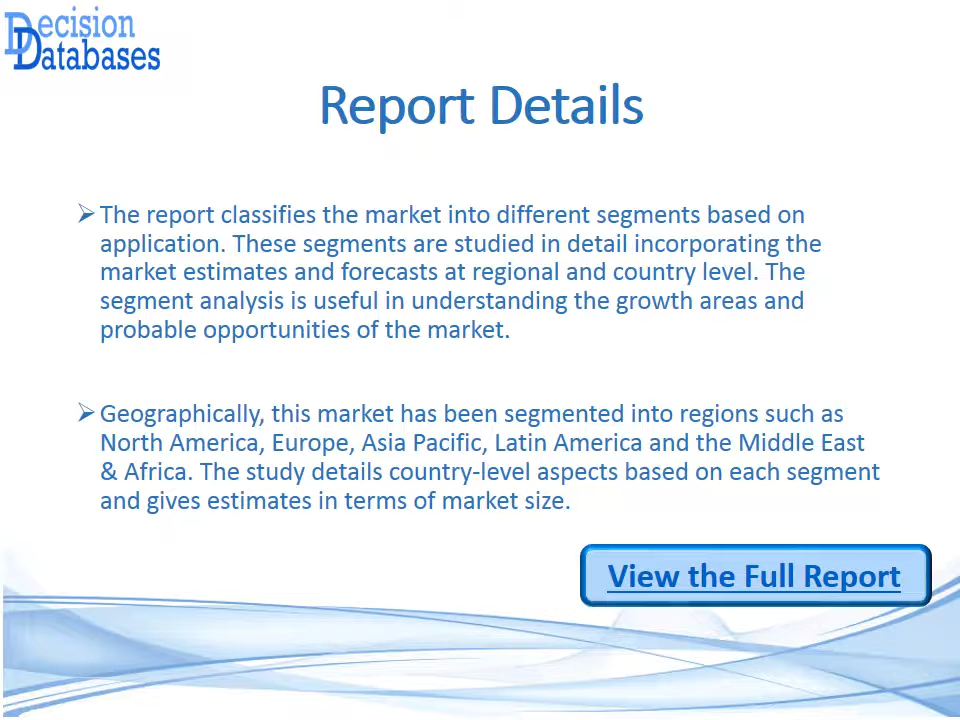 Decision
Databases
Report Details
The report classifies the market into different segments based on
application. These segments are studied in detail incorporating the
market estimates and forecasts at regional and country level. The
segment analysis is useful in understanding the growth areas and
probable opportunities of the market.
Geographically, this market has been segmented into regions such as
North America, Europe, Asia Pacific, Latin America and the Middle East
& Africa. The study details country-level aspects based on each segment
and gives estimates in terms of market size.
View the Full Report